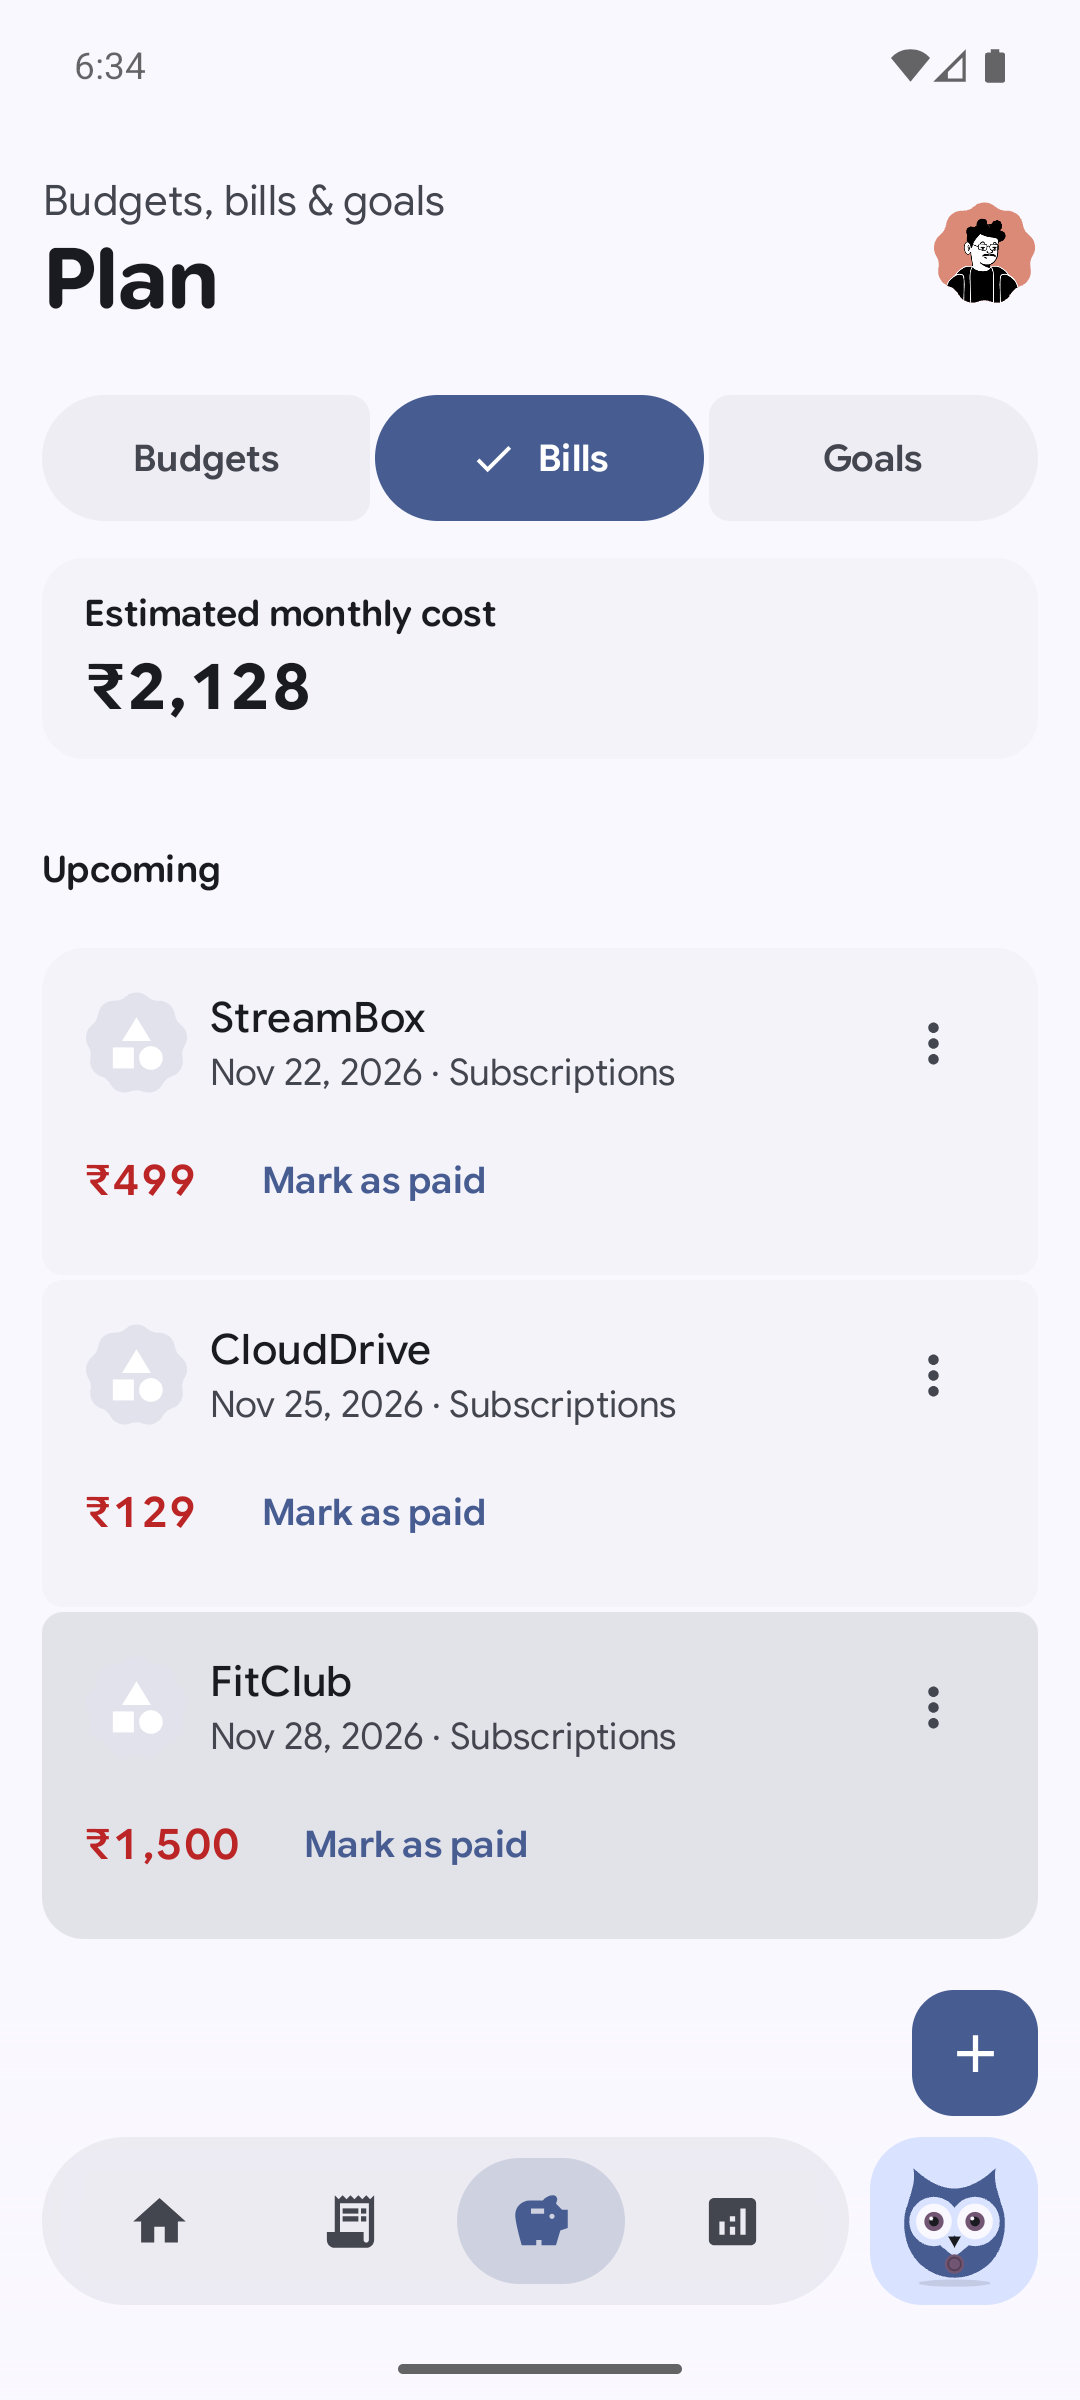 6:34
Budgets, bills & goals
Plan
Budgets
Bills
Goals
Estimated monthly cost
₹2,128
Upcoming
StreamBox
Nov 22, 2026 · Subscriptions
₹499 Mark as paid
CloudDrive
Nov 25, 2026 · Subscriptions
₹129 Mark as paid
FitClub
Nov 28, 2026 · Subscriptions
₹1,500 Mark as paid